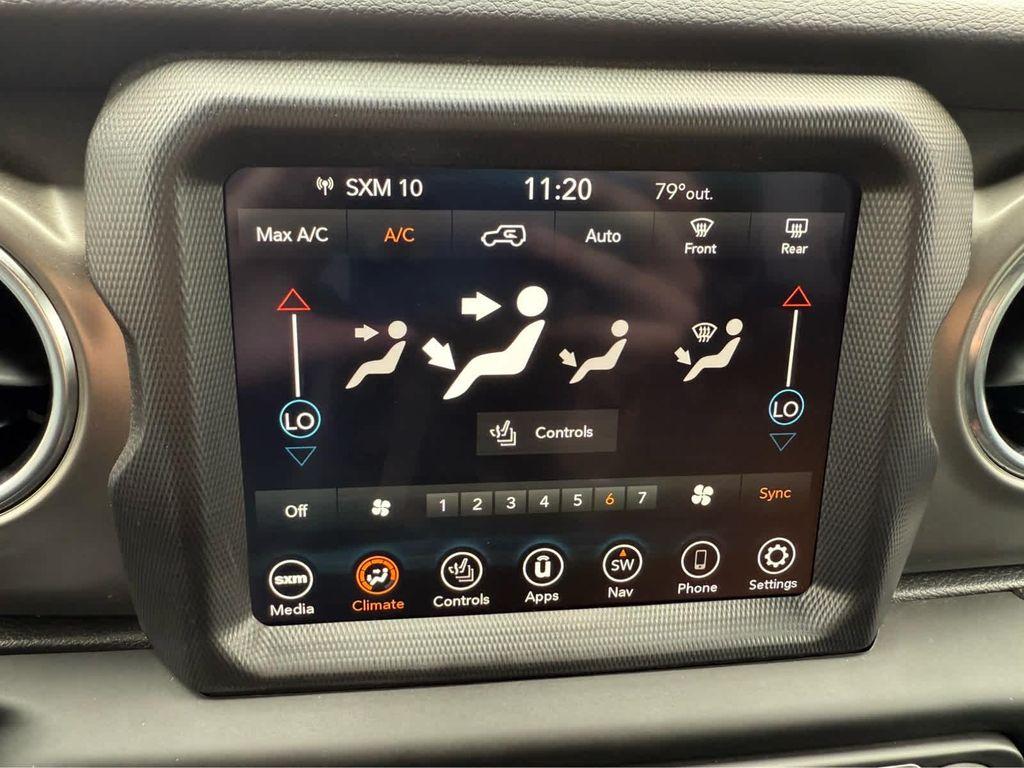 SXM 10 11:20 79°out.
Max A/C A/C Auto Front Rear
LO LO
Controls
Off 1 2 3 4 5 6 7 Sync
sxm U SW
Media Climate Controls Apps Nav Phone Settings